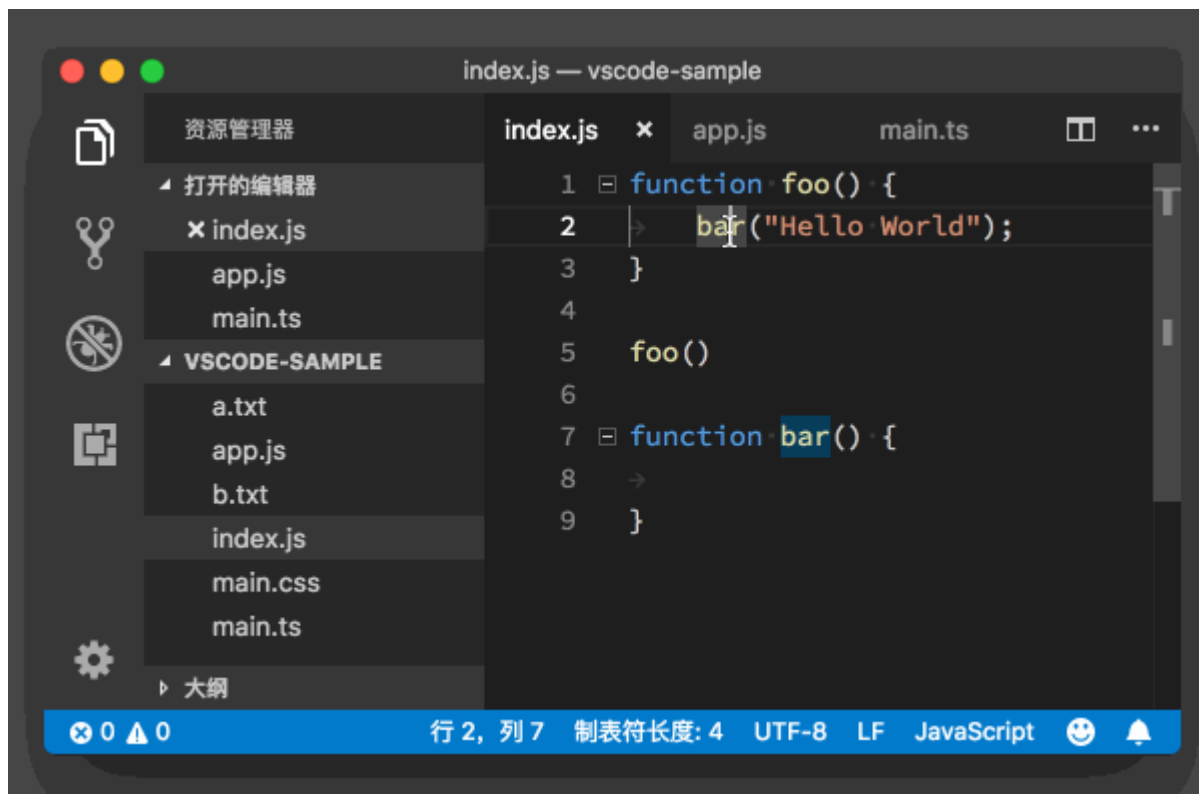 index.js — vscode-sample
资源管理器
打开的编辑器
index.js
app.js
main.ts
VSCODE-SAMPLE
a.txt
app.js
b.txt
index.js
main.css
main.ts
大纲
index.js app.js main.ts
1 function foo() {
2 bar("Hello World");
3 }
4
5 foo()
6
7 function bar() {
8
9 }
0 0 行 2，列 7 制表符长度: 4 UTF-8 LF JavaScript